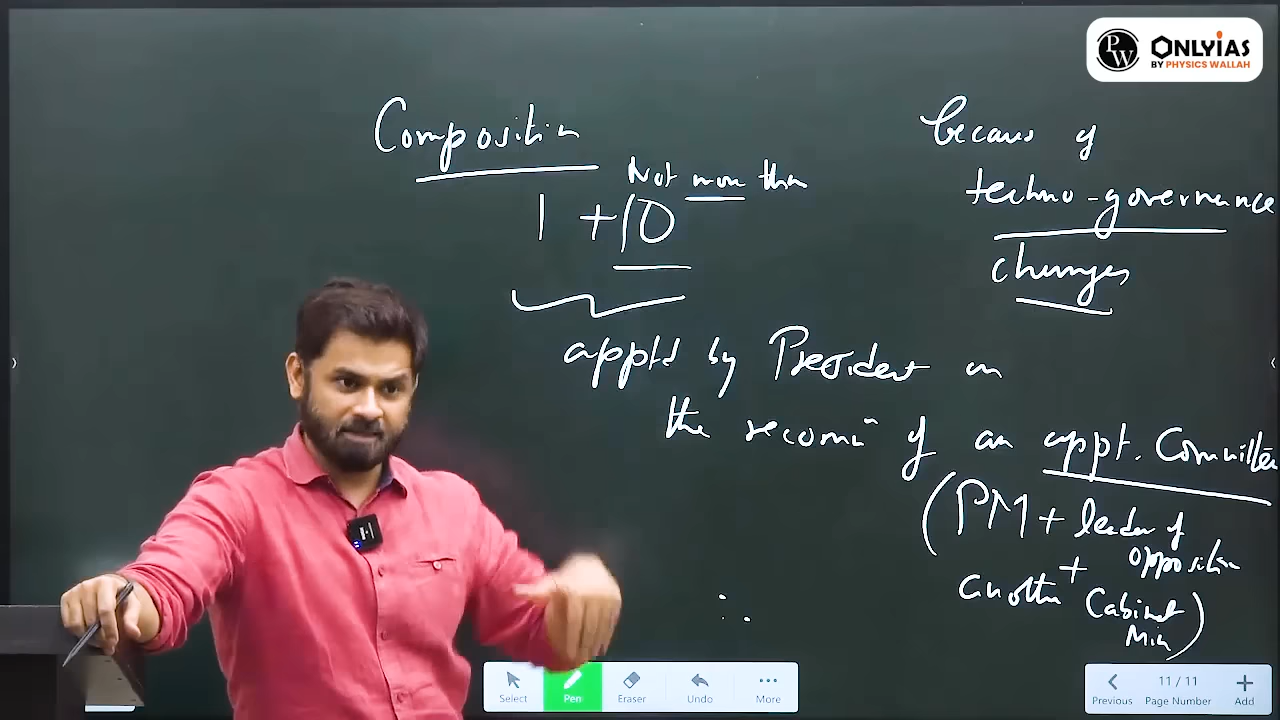 PW
ONLYIAS
BY PHYSICS WALLAH
Composition
Not more than
1 + 10
apptd by President on
the recomn of an appt. Committee
(PM + leader of
opposition
+
another Cabinet
Min)
because of
techno-governance
changes
Select
Pen
Eraser
Undo
More
Previous
11 / 11
Page Number
Add